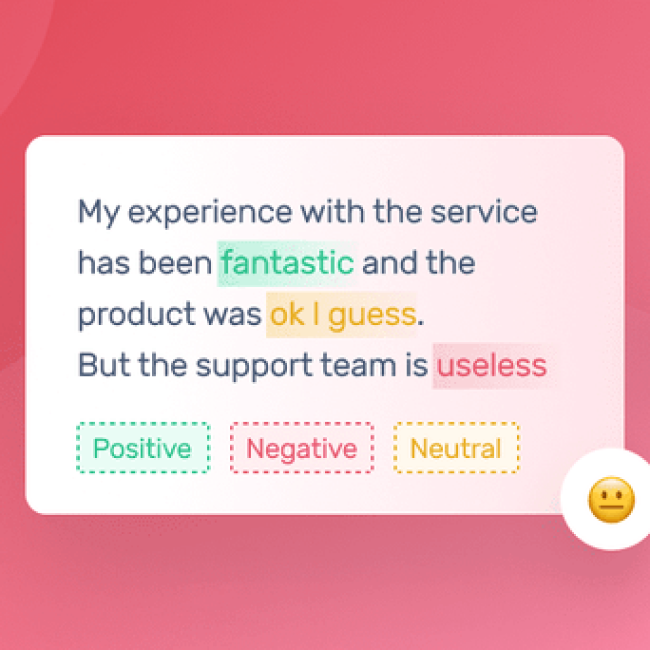 My experience with the service
has been fantastic and the
product was ok I guess.
But the support team is useless
Positive Negative Neutral